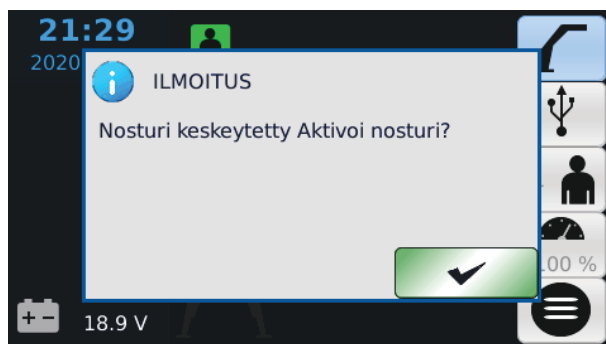 21:29
2020
ILMOITUS
Nosturi keskeytetty Aktivoi nosturi?
00 %
18.9 V